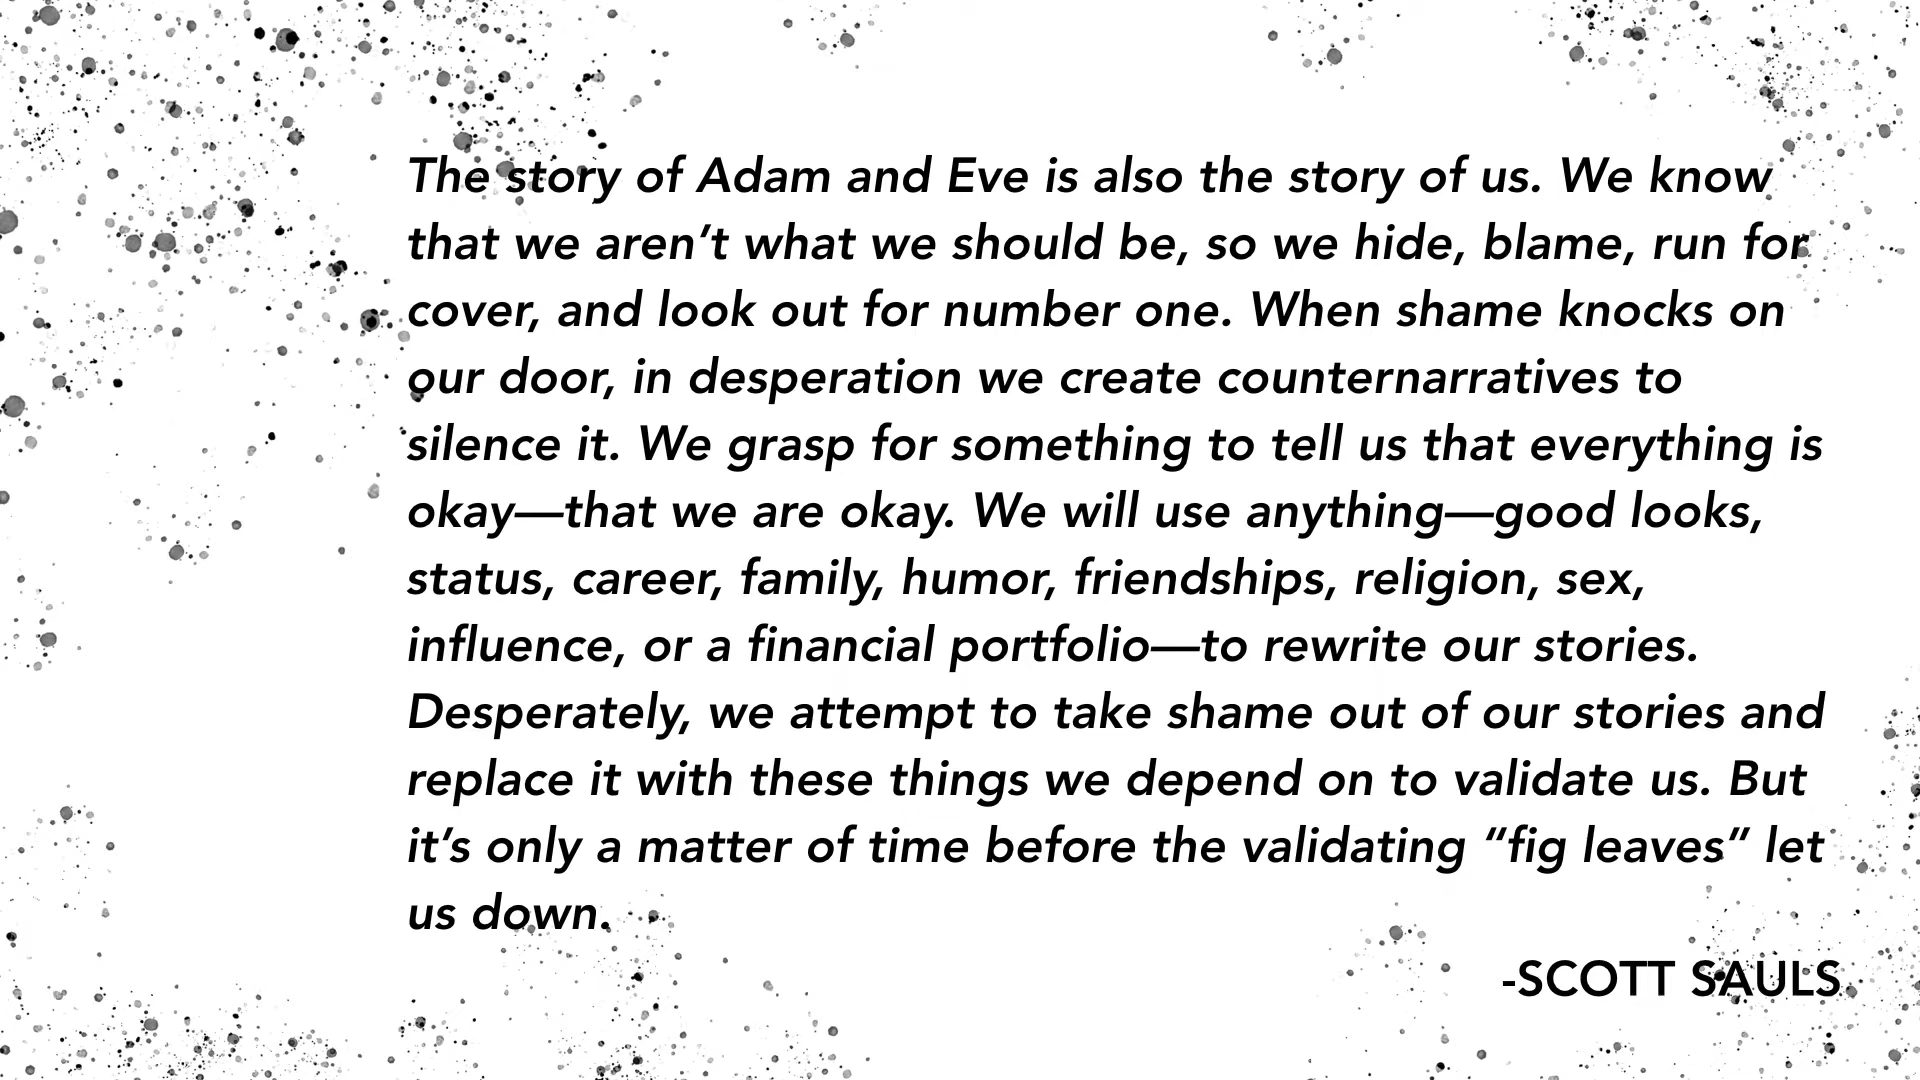 The story of Adam and Eve is also the story of us. We know
that we aren’t what we should be, so we hide, blame, run for
cover, and look out for number one. When shame knocks on
our door, in desperation we create counternarratives to
silence it. We grasp for something to tell us that everything is
okay—that we are okay. We will use anything—good looks,
status, career, family, humor, friendships, religion, sex,
influence, or a financial portfolio—to rewrite our stories.
Desperately, we attempt to take shame out of our stories and
replace it with these things we depend on to validate us. But
it’s only a matter of time before the validating “fig leaves” let
us down.
-SCOTT SAULS